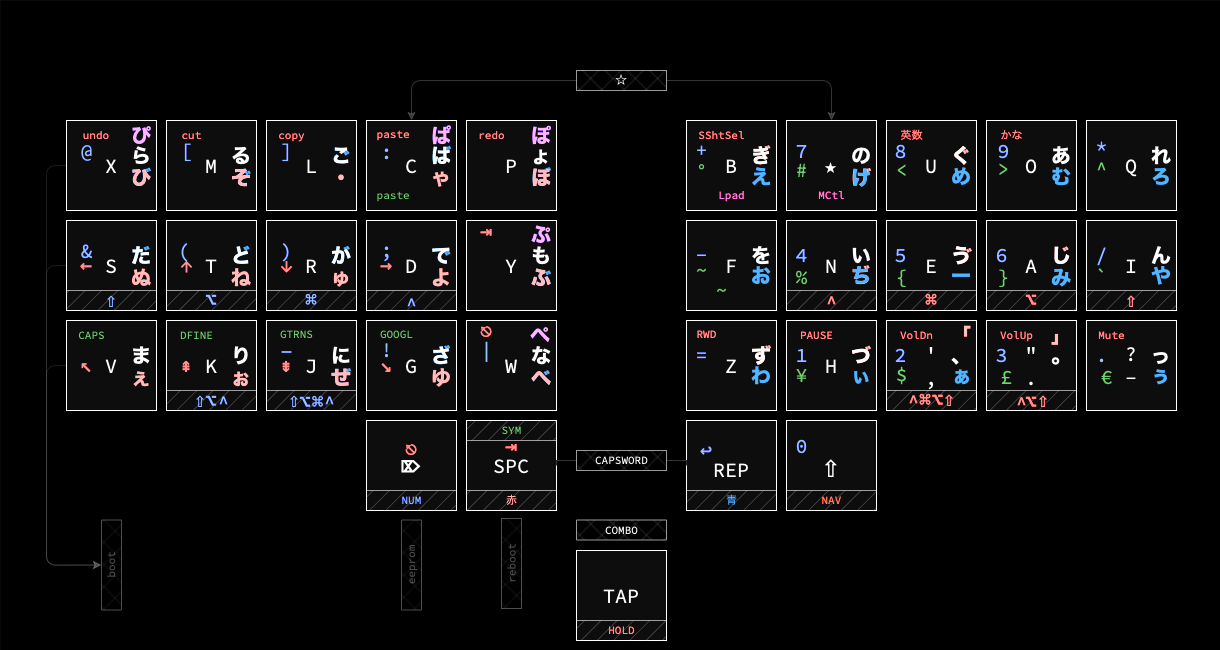 ☆
undo ぴ
@ X ら
び
cut
[ M る
ぞ
copy
] L ご
・
paste ぱ
: C ば
ゃ
paste
redo ぽ
P ょ
ぼ
SShtSel
+ ぎ
° B え
Lpad
7 の
# ★ げ
MCtl
英数
8 ぐ
< U め
かな
9 あ
> O む
* れ
^ Q ろ
& だ
← S ぬ
⇧
( ど
↑ T ね
⌥
) が
↓ R ゅ
⌘
; で
→ D よ
^
⇥ ぷ
Y も
ぶ
– を
~ F お
~
4 い
% N ぢ
^
5 ゔ
{ E ー
⌘
6 じ
} A み
⌥
/ ん
` I や
⇧
CAPS
ま
↖ V ぇ
DFINE
り
⇞ K ぉ
⇧⌥^
GTRNS
– に
⇟ J ぜ
⇧⌥⌘^
GOOGL
! ざ
↘ G ゆ
⃠ ぺ
| な
W べ
RWD
= Z ず
わ
PAUSE
1 づ
¥ H ぃ
VolDn 「
2 ' 、
$ , ぁ
^⌘⌥⇧
VolUp 」
3 " 。
£ .
^⌥⇧
Mute
. ? っ
€ – う
⌦
NUM
SYM
⇥
SPC
赤
CAPSWORD
↩
REP
青
0
⇧
NAV
COMBO
TAP
HOLD
boot
eeprom
reboot